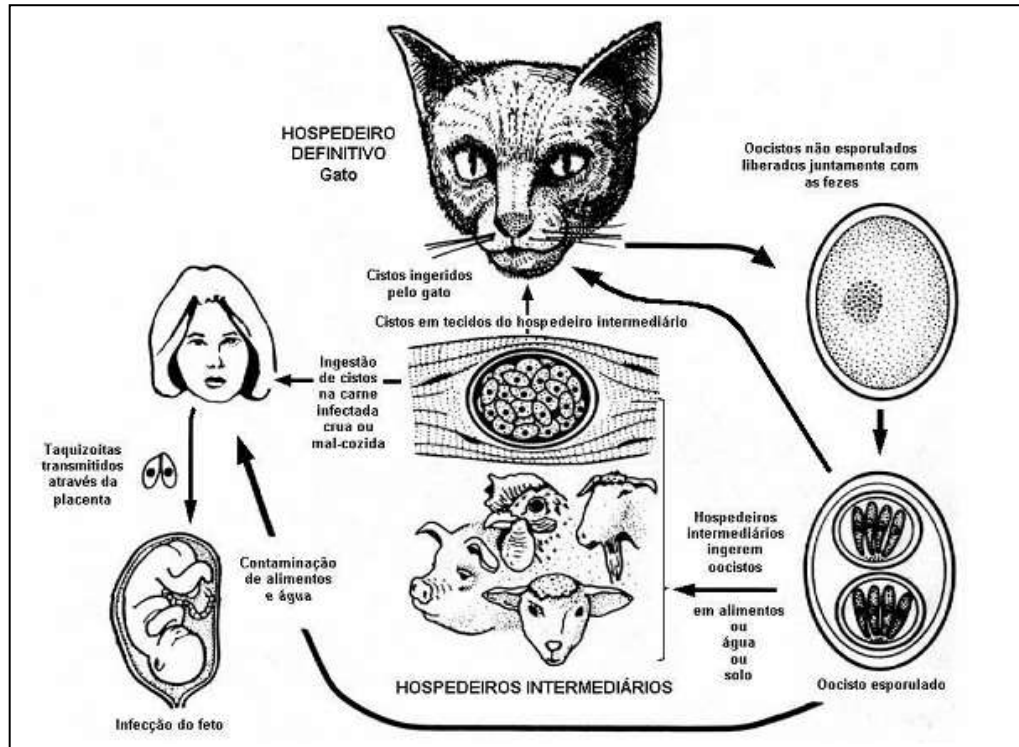 HOSPEDEIRO
DEFINITIVO
Gato
Oocistos não esporulados
liberados juntamente com
as fezes
Cistos ingeridos
pelo gato
Cistos em tecidos do hospedeiro intermediário
Ingestão
de cistos
na carne
infectada
crua ou
mal-cozida
Taquizoitas
transmitidos
através da
placenta
Hospedeiros
intermediários
ingerem
oocistos
em alimentos
ou
água
ou
solo
Contaminação
de alimentos
e água
HOSPEDEIROS INTERMEDIÁRIOS
Oocisto esporulado
Infecção do feto